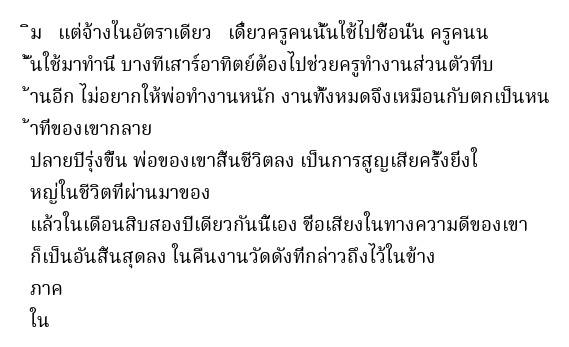 ิม   แต่จ้างในอัตราเดียว   เดี๋ยวครูคนนั้นใช้ไปซื้อนั่น ครูคนน
ั้นใช้มาทำนี่ บางทีเสาร์อาทิตย์ต้องไปช่วยครูทำงานส่วนตัวที่บ
้านอีก ไม่อยากให้พ่อทำงานหนัก งานทั้งหมดจึงเหมือนกับตกเป็นหน
้าที่ของเขากลาย
ปลายปีรุ่งขึ้น พ่อของเขาสิ้นชีวิตลง เป็นการสูญเสียครั้งยิ่งใ
หญ่ในชีวิตที่ผ่านมาของ
แล้วในเดือนสิบสองปีเดียวกันนี้เอง ชื่อเสียงในทางความดีของเขา
ก็เป็นอันสิ้นสุดลง ในคืนงานวัดดังที่กล่าวถึงไว้ในข้าง
ภาค
ใน